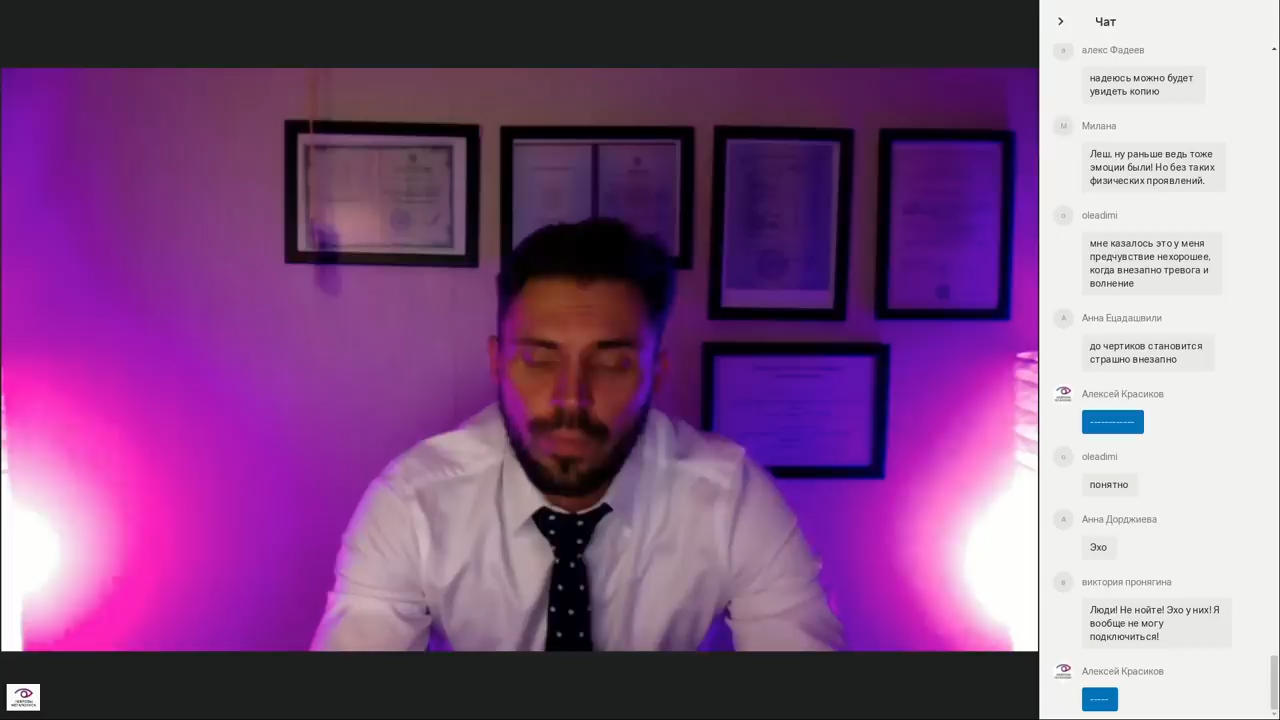 Чат
алекс Фадеев
надеюсь можно будет
увидеть копию
Милана
Леш, ну раньше ведь тоже
эмоции были! Но без таких
физических проявлений.
oleadimi
мне казалось это у меня
предчувствие нехорошее,
когда внезапно тревога и
волнение
Анна Ецадашвили
до чертиков становится
страшно внезапно
Алексей Красиков
------------
oleadimi
понятно
Анна Дорджиева
Эхо
виктория пронягина
Люди! Не нойте! Эхо у них! Я
вообще не могу
подключиться!
Алексей Красиков
-----